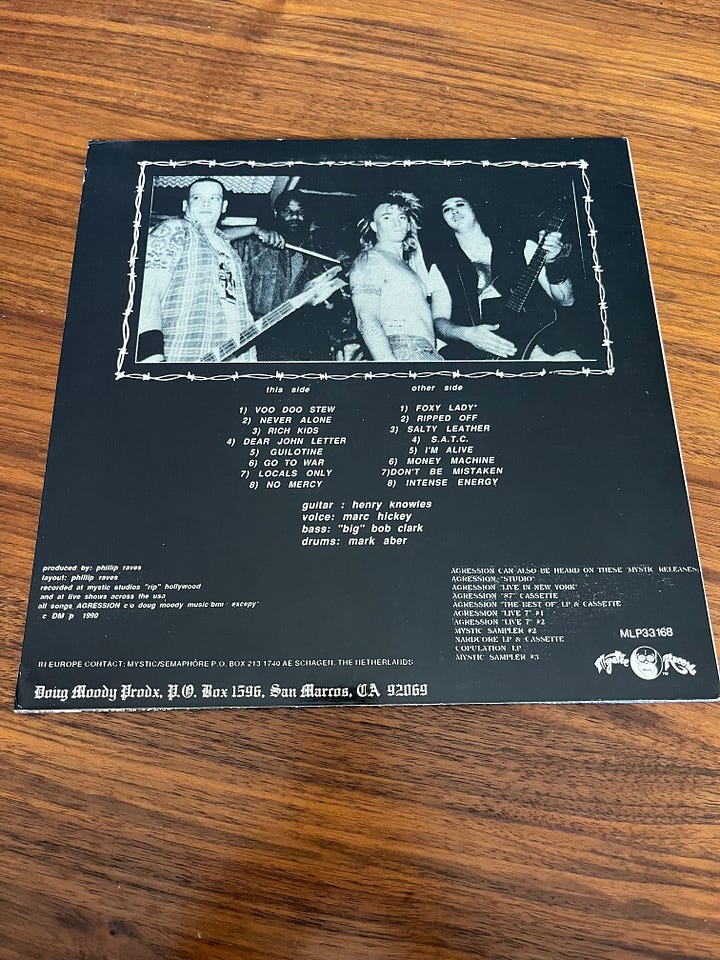 this side
1) VOO DOO STEW
2) NEVER ALONE
3) RICH KIDS
4) DEAR JOHN LETTER
5) GUILOTINE
6) GO TO WAR
7) LOCALS ONLY
8) NO MERCY
other side
1) FOXY LADY*
2) RIPPED OFF
3) SALTY LEATHER
4) S.A.T.C.
5) I'M ALIVE
6) MONEY MACHINE
7)DON'T BE MISTAKEN
8) INTENSE ENERGY
guitar : henry knowles
voice: marc hickey
bass: "big" bob clark
drums: mark aber
produced by: phillip raves
layout: phillip raves
recorded at mystic studios "rip" hollywood
and at live shows across the usa
all songs AGRESSION c/o doug moody music bmi except*
c DM p 1990
AGRESSION CAN ALSO BE HEARD ON THESE MYSTIC RELEASES
AGRESSION "STUDIO"
AGRESSION "LIVE IN NEW YORK"
AGRESSION "87" CASSETTE
AGRESSION "THE BEST OF" LP & CASSETTE
AGRESSION "LIVE 7" #1
AGRESSION "LIVE 7" #2
MYSTIC SAMPLER #2
NARDCORE LP & CASSETTE
COPULATION LP
MYSTIC SAMPLER #3
MLP33168
Mystic Records
TM
IN EUROPE CONTACT: MYSTIC/SEMAPHORE P.O. BOX 213 1740 AE SCHAGEN, THE NETHERLANDS
Doug Moody Prodx, P.O. Box 1596, San Marcos, CA 92069